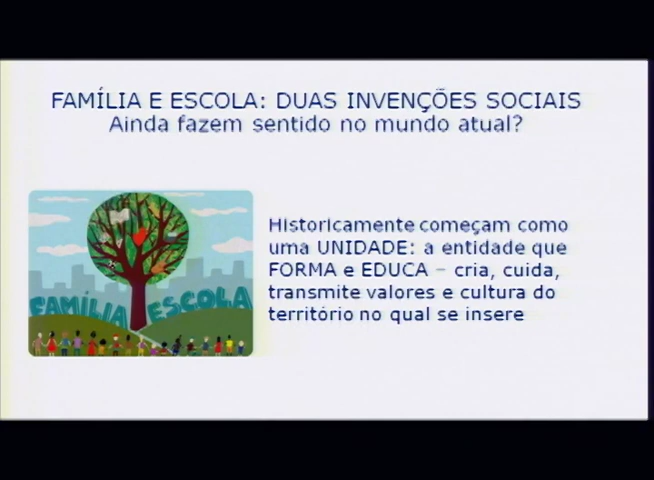 FAMÍLIA E ESCOLA: DUAS INVENÇÕES SOCIAIS
Ainda fazem sentido no mundo atual?
FAMÍLIA ESCOLA
Historicamente começam como
uma UNIDADE: a entidade que
FORMA e EDUCA – cria, cuida,
transmite valores e cultura do
território no qual se insere